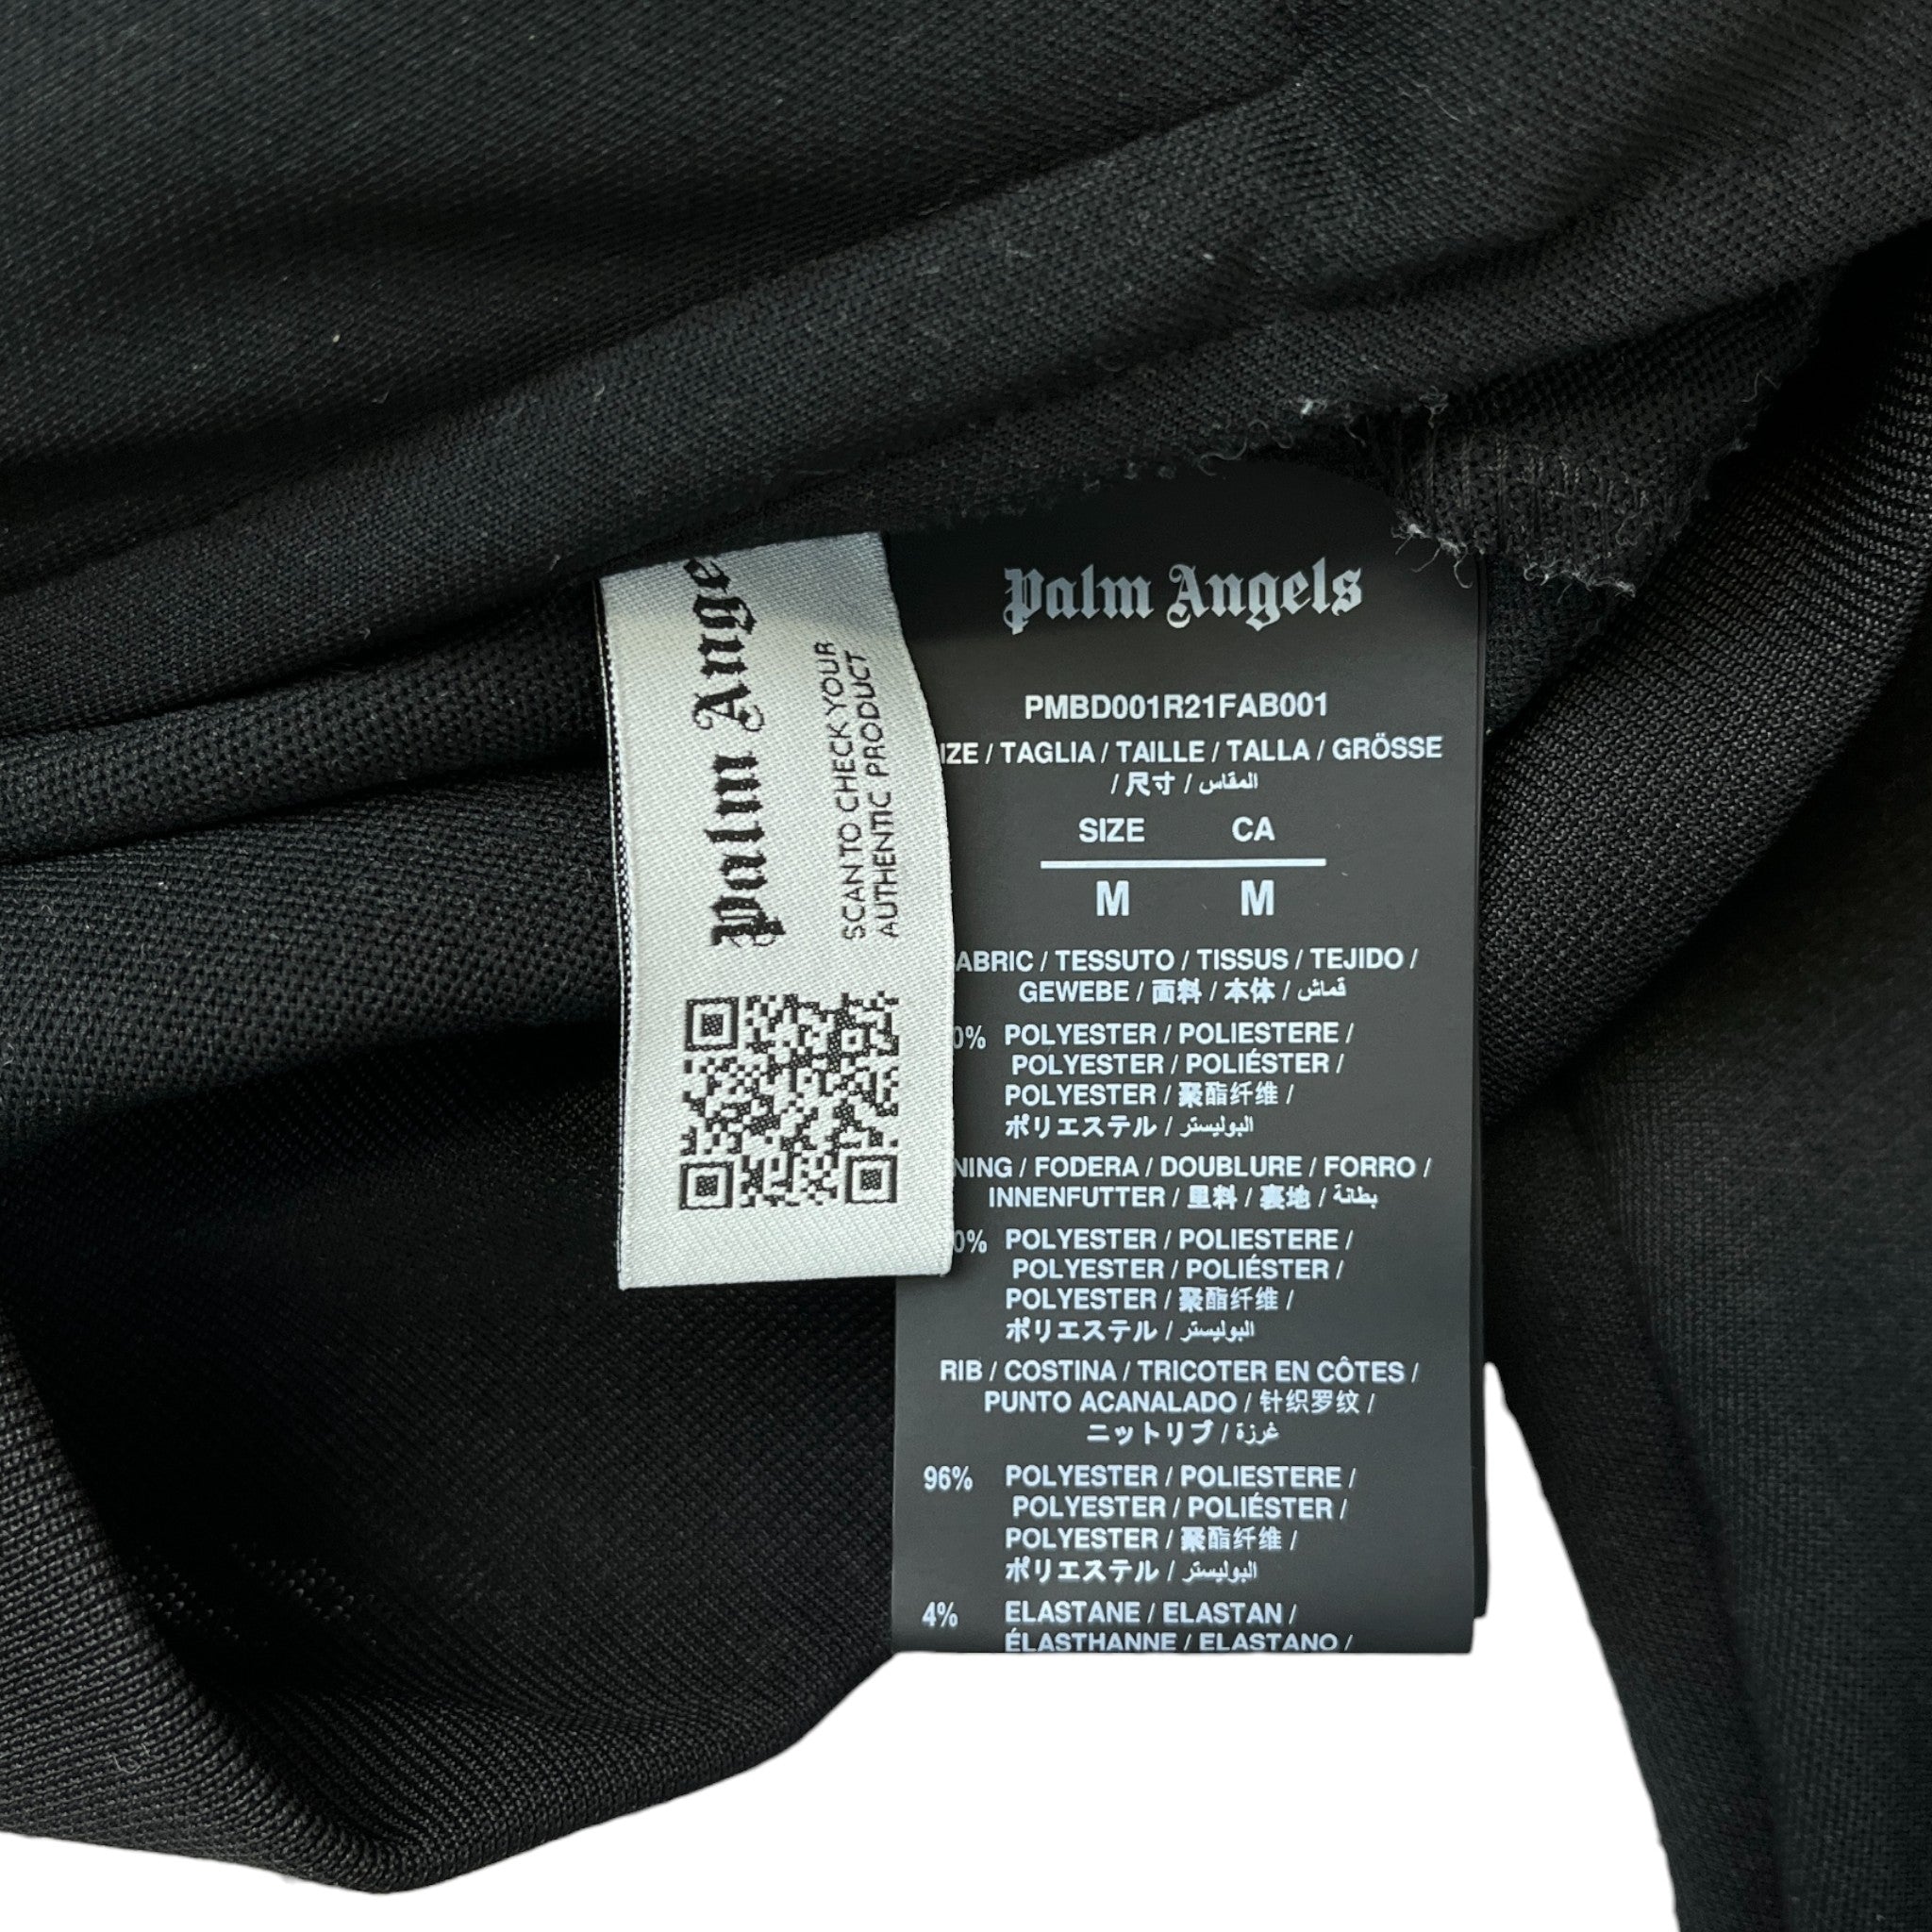 Palm Ange
SCAN TO CHECK YOUR
AUTHENTIC PRODUCT
Palm Angels
PMBD001R21FAB001
IZE / TAGLIA / TAILLE / TALLA / GRÖSSE
/ 尺寸 / المقاس
SIZE CA
M M
ABRIC / TESSUTO / TISSUS / TEJIDO /
GEWEBE / 面料 / 本体 / قماش
0% POLYESTER / POLIESTERE /
POLYESTER / POLIÉSTER /
POLYESTER / 聚酯纤维 /
ポリエステル / البوليستر
NING / FODERA / DOUBLURE / FORRO /
INNENFUTTER / 里料 / 裏地 / بطانة
0% POLYESTER / POLIESTERE /
POLYESTER / POLIÉSTER /
POLYESTER / 聚酯纤维 /
ポリエステル / البوليستر
RIB / COSTINA / TRICOTER EN CÔTES /
PUNTO ACANALADO / 针织罗纹 /
ニットリブ / غرزة
96% POLYESTER / POLIESTERE /
POLYESTER / POLIÉSTER /
POLYESTER / 聚酯纤维 /
ポリエステル / البوليستر
4% ELASTANE / ELASTAN /
ÉLASTHANNE / ELASTANO /